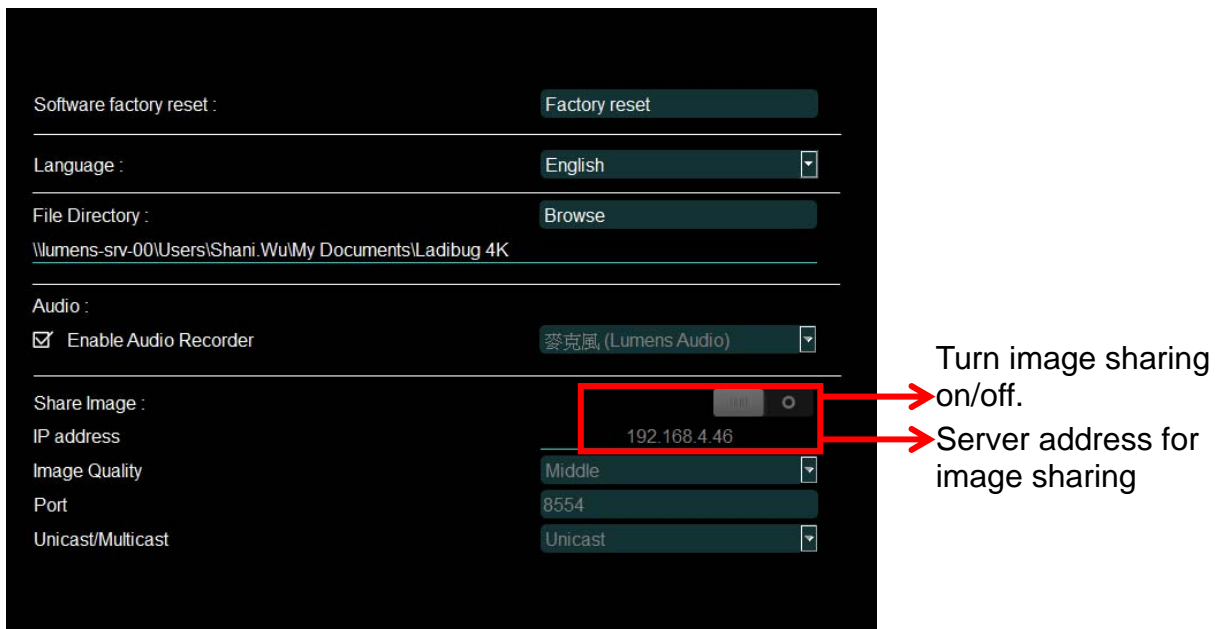 Software factory reset :
Factory reset
Language :
English
File Directory :
Browse
\\lumens-srv-00\Users\Shani.Wu\My Documents\Ladibug 4K
Audio :
Enable Audio Recorder
麥克風 (Lumens Audio)
Share Image :
IP address
192.168.4.46
Image Quality
Middle
Port
8554
Unicast/Multicast
Unicast
Turn image sharing
on/off.
Server address for
image sharing